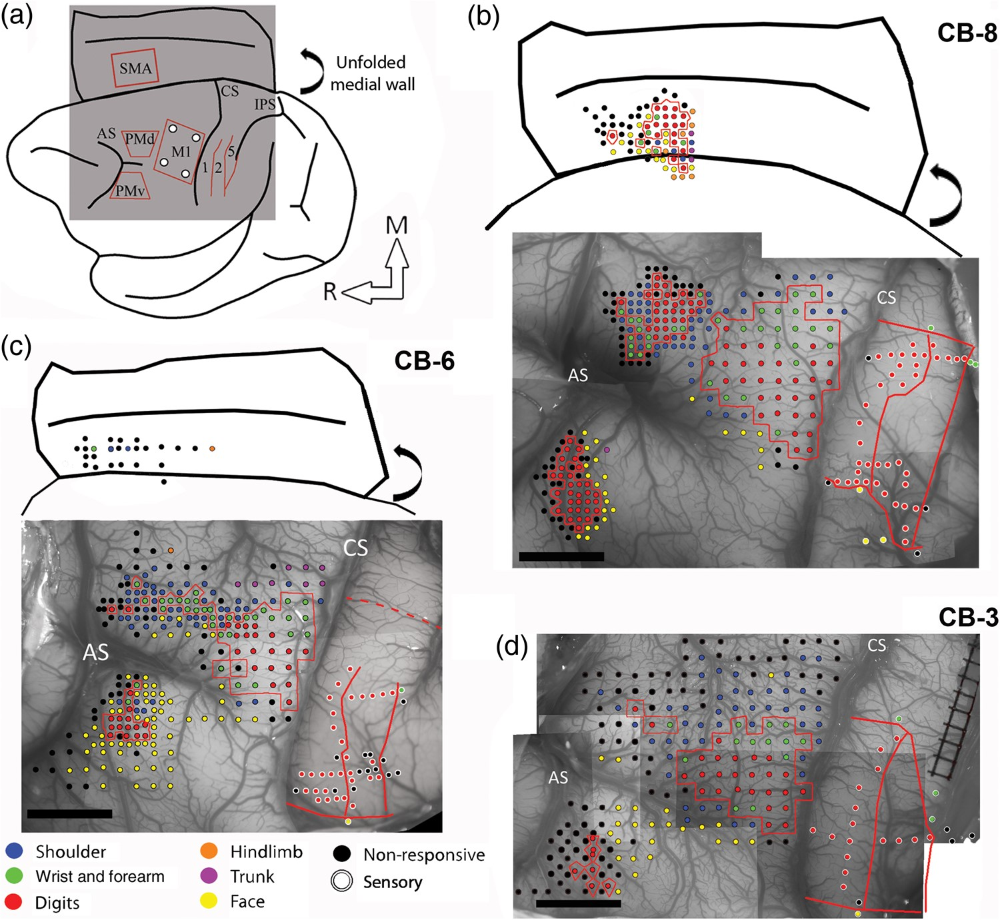 (a)
SMA
CS
IPS
AS
PMd
M1
PMv
1
2
5
Unfolded
medial wall
M
R
(b)
CB-8
AS
CS
(c)
CB-6
CS
AS
(d)
CB-3
CS
AS
Shoulder
Wrist and forearm
Digits
Hindlimb
Trunk
Face
Non-responsive
Sensory